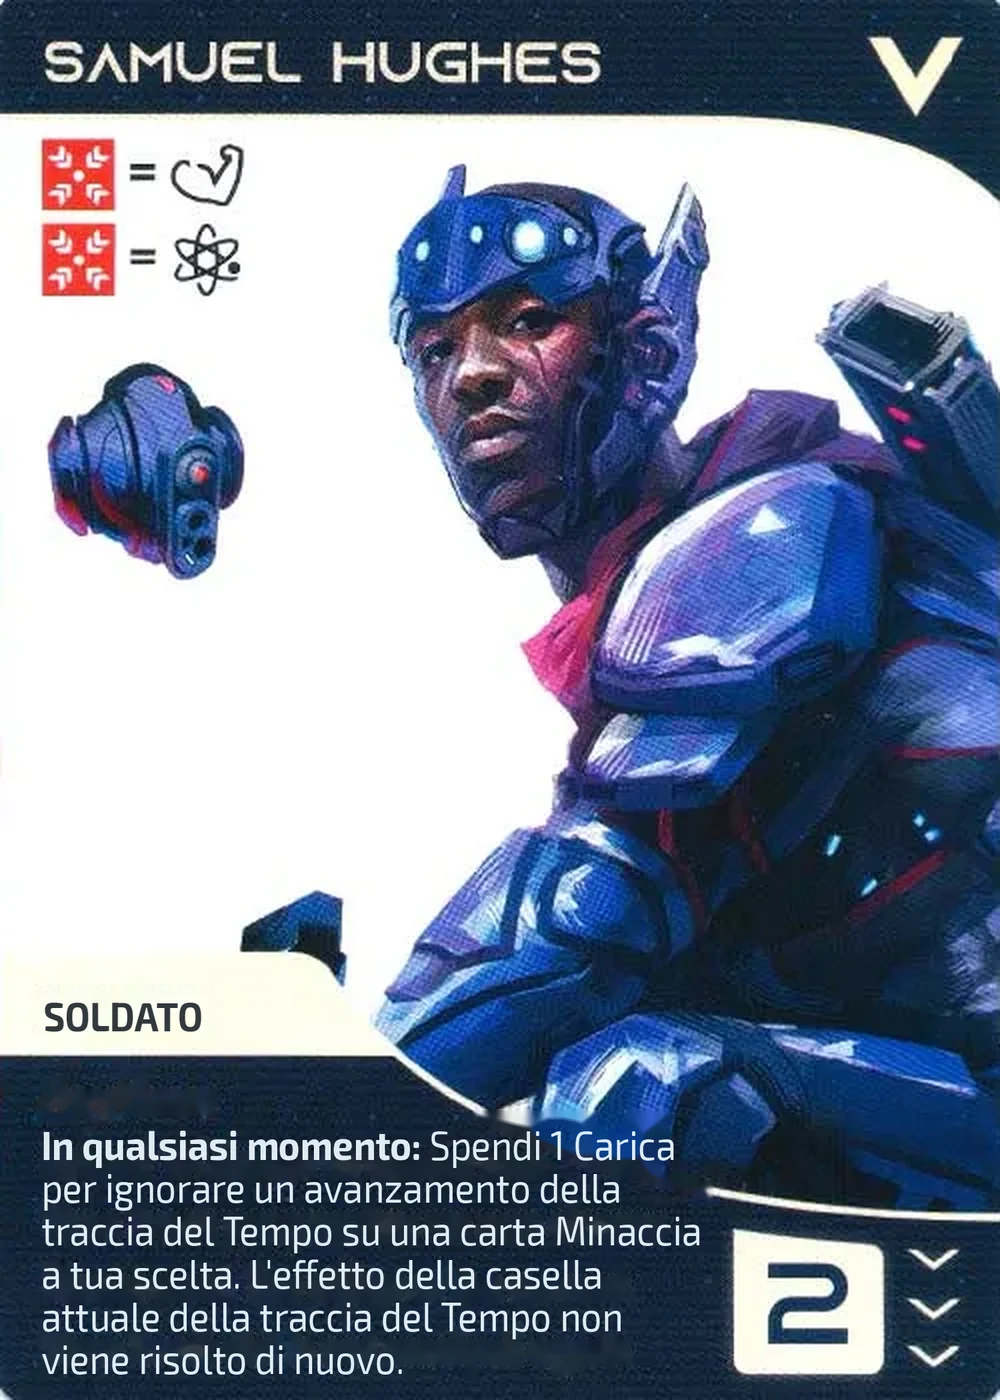 SAMUEL HUGHES
=
=
SOLDATO
In qualsiasi momento: Spendi 1 Carica
per ignorare un avanzamento della
traccia del Tempo su una carta Minaccia
a tua scelta. L'effetto della casella
attuale della traccia del Tempo non
viene risolto di nuovo.
2